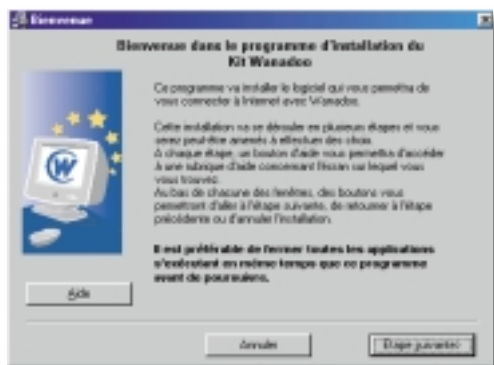 Bienvenue
Bienvenue dans le programme d'installation du
Kit Wanadoo
Ce programme va installer le logiciel qui vous permettra de
vous connecter à Internet avec Wanadoo.
Cette installation va se dérouler en plusieurs étapes et vous
serez peut-être amenés à effectuer des choix.
A chaque étape, un bouton d'aide vous permettra d'accéder
à une rubrique d'aide concernant l'écran sur lequel vous
vous trouvez.
Au bas de chacune des fenêtres, des boutons vous
permettront d'aller à l'étape suivante, de retourner à l'étape
précédente ou d'annuler l'installation.
Il est préférable de fermer toutes les applications
s'exécutant en même temps que ce programme
avant de poursuivre.
W
Aide
Annuler
Etape suivante>